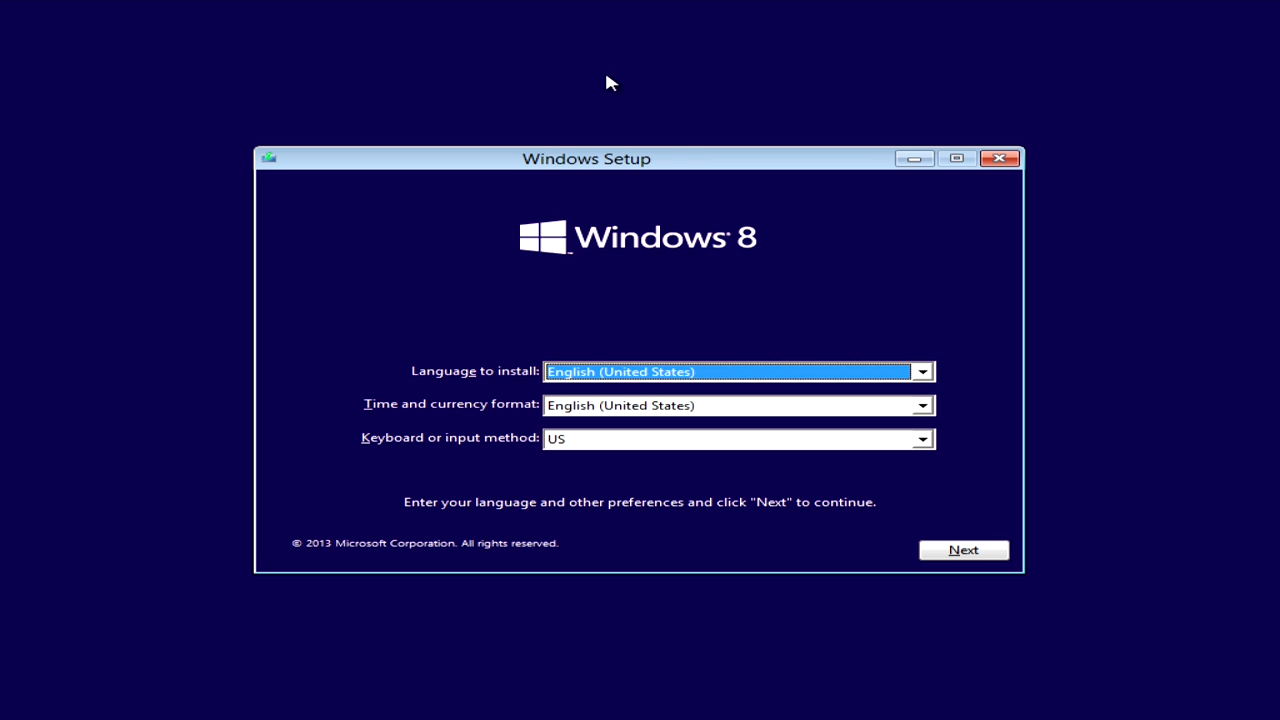 Windows Setup
Windows 8
Language to install: English (United States)
Time and currency format: English (United States)
Keyboard or input method: US
Enter your language and other preferences and click "Next" to continue.
© 2013 Microsoft Corporation. All rights reserved.
Next